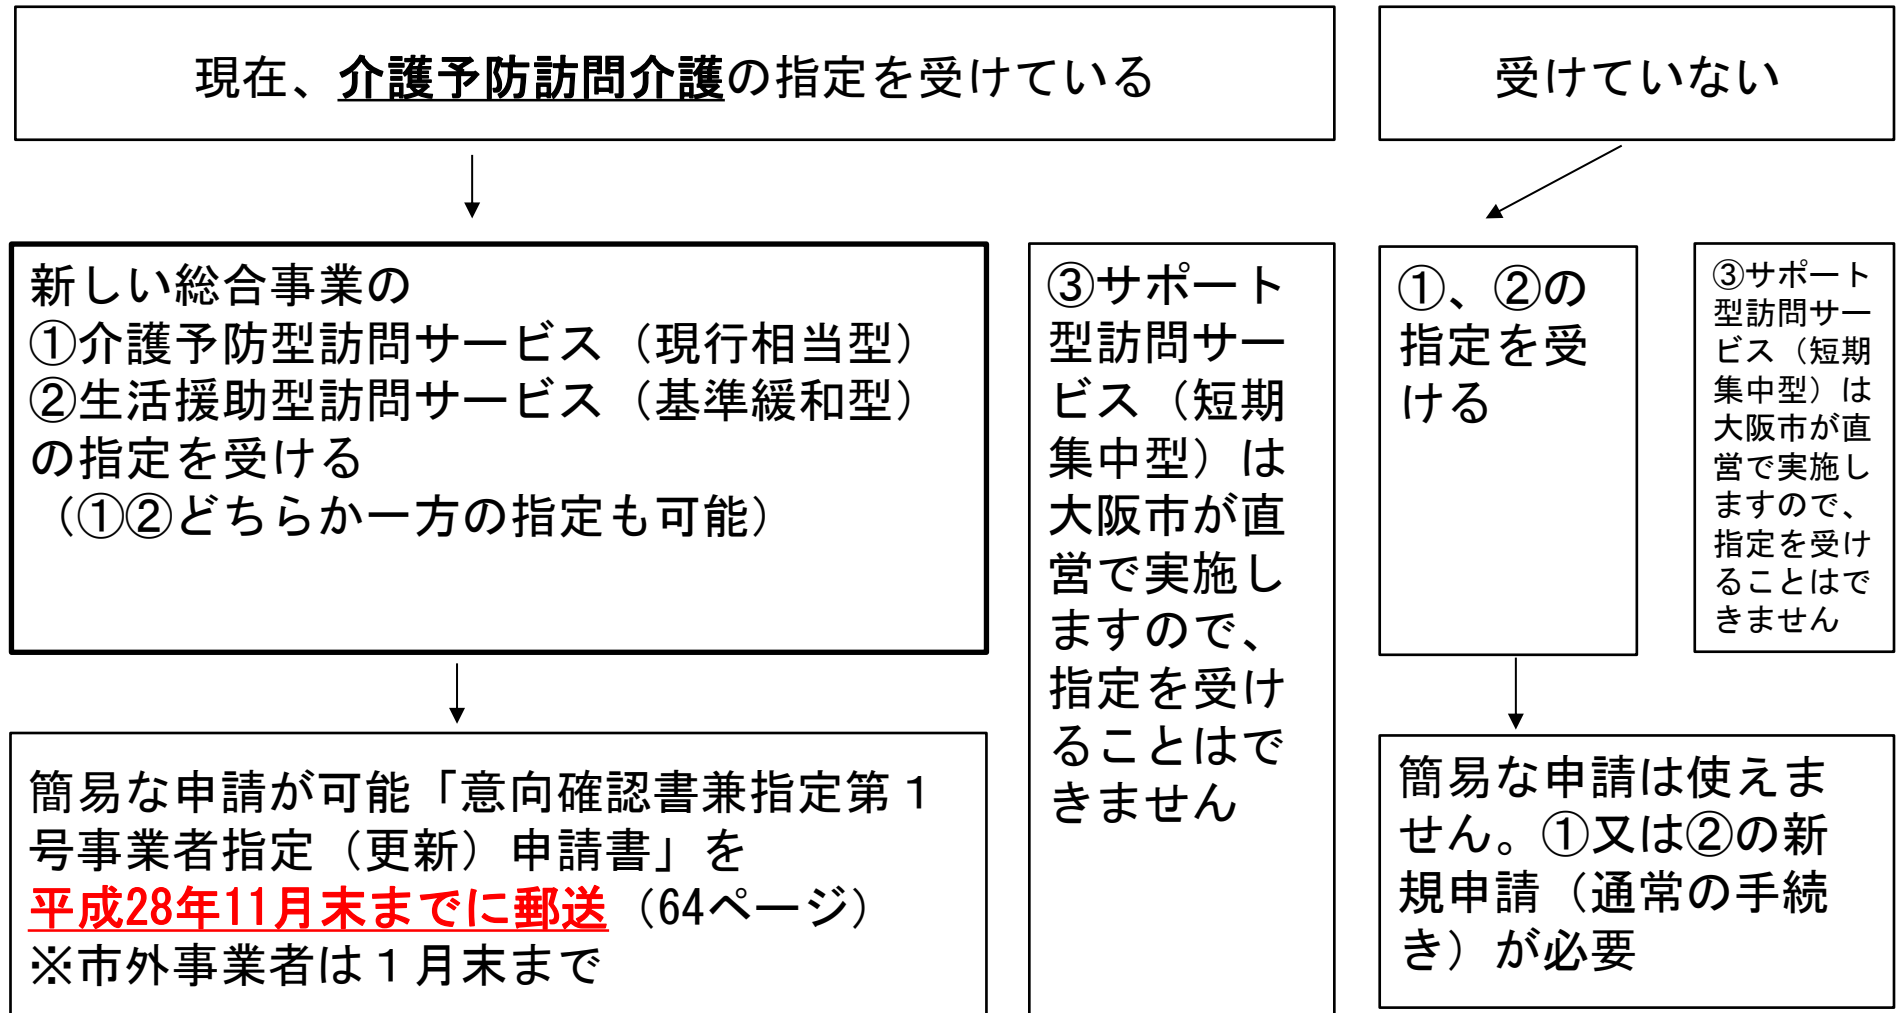 現在、介護予防訪問介護の指定を受けている
受けていない
新しい総合事業の
①介護予防型訪問サービス（現行相当型）
②生活援助型訪問サービス（基準緩和型）
の指定を受ける
（①②どちらか一方の指定も可能）
③サポート
型訪問サー
ビス（短期
集中型）は
大阪市が直
営で実施し
ますので、
指定を受け
ることはで
きません
①、②の
指定を受
ける
③サポート
型訪問サー
ビス（短期
集中型）は
大阪市が直
営で実施し
ますので、
指定を受け
ることはで
きません
簡易な申請が可能「意向確認書兼指定第１
号事業者指定（更新）申請書」を
平成28年11月末までに郵送（64ページ）
※市外事業者は１月末まで
簡易な申請は使えま
せん。①又は②の新
規申請（通常の手続
き）が必要